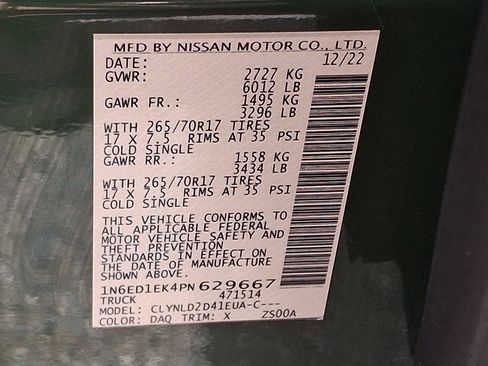 MFD BY NISSAN MOTOR CO., LTD.
DATE: 12/22
GVWR: 2727 KG
6012 LB
GAWR FR.: 1495 KG
3296 LB
WITH 265/70R17 TIRES
17 X 7.5 RIMS AT 35 PSI
COLD SINGLE
GAWR RR.: 1558 KG
3434 LB
WITH 265/70R17 TIRES
17 X 7.5 RIMS AT 35 PSI
COLD SINGLE
THIS VEHICLE CONFORMS TO
ALL APPLICABLE FEDERAL
MOTOR VEHICLE SAFETY AND
THEFT PREVENTION
STANDARDS IN EFFECT ON
THE DATE OF MANUFACTURE
SHOWN ABOVE.
1N6ED1EK4PN629667
TRUCK 471514
MODEL: CLYNLD2D41EUA-C---
COLOR: DAQ TRIM: X ZS00A